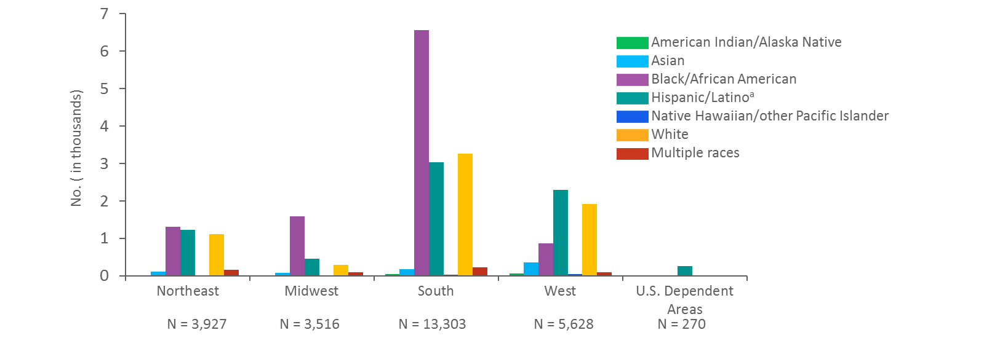 No. ( in thousands)
7
6
5
4
3
2
1
0
American Indian/Alaska Native
Asian
Black/African American
Hispanic/Latinoᵃ
Native Hawaiian/other Pacific Islander
White
Multiple races
Northeast
Midwest
South
West
U.S. Dependent
Areas
N = 3,927
N = 3,516
N = 13,303
N = 5,628
N = 270